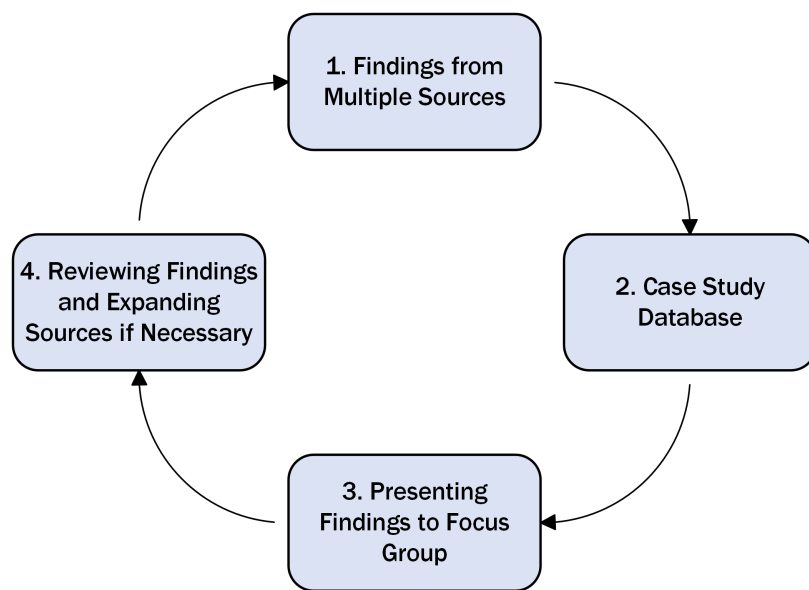 1. Findings from
Multiple Sources
2. Case Study
Database
3. Presenting
Findings to Focus
Group
4. Reviewing Findings
and Expanding
Sources if Necessary